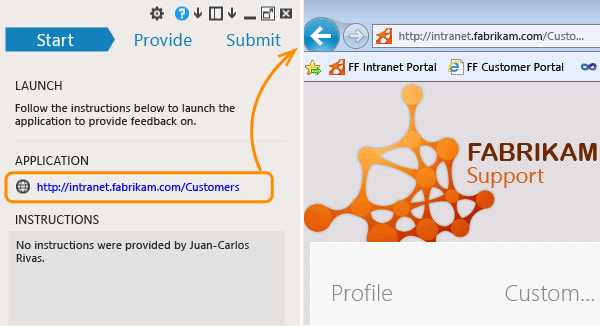 Start Provide Submit
LAUNCH
Follow the instructions below to launch the
application to provide feedback on.
APPLICATION
http://intranet.fabrikam.com/Customers
INSTRUCTIONS
No instructions were provided by Juan-Carlos
Rivas.
http://intranet.fabrikam.com/Custo...
FF Intranet Portal FF Customer Portal
FABRIKAM
Support
Profile Custom...